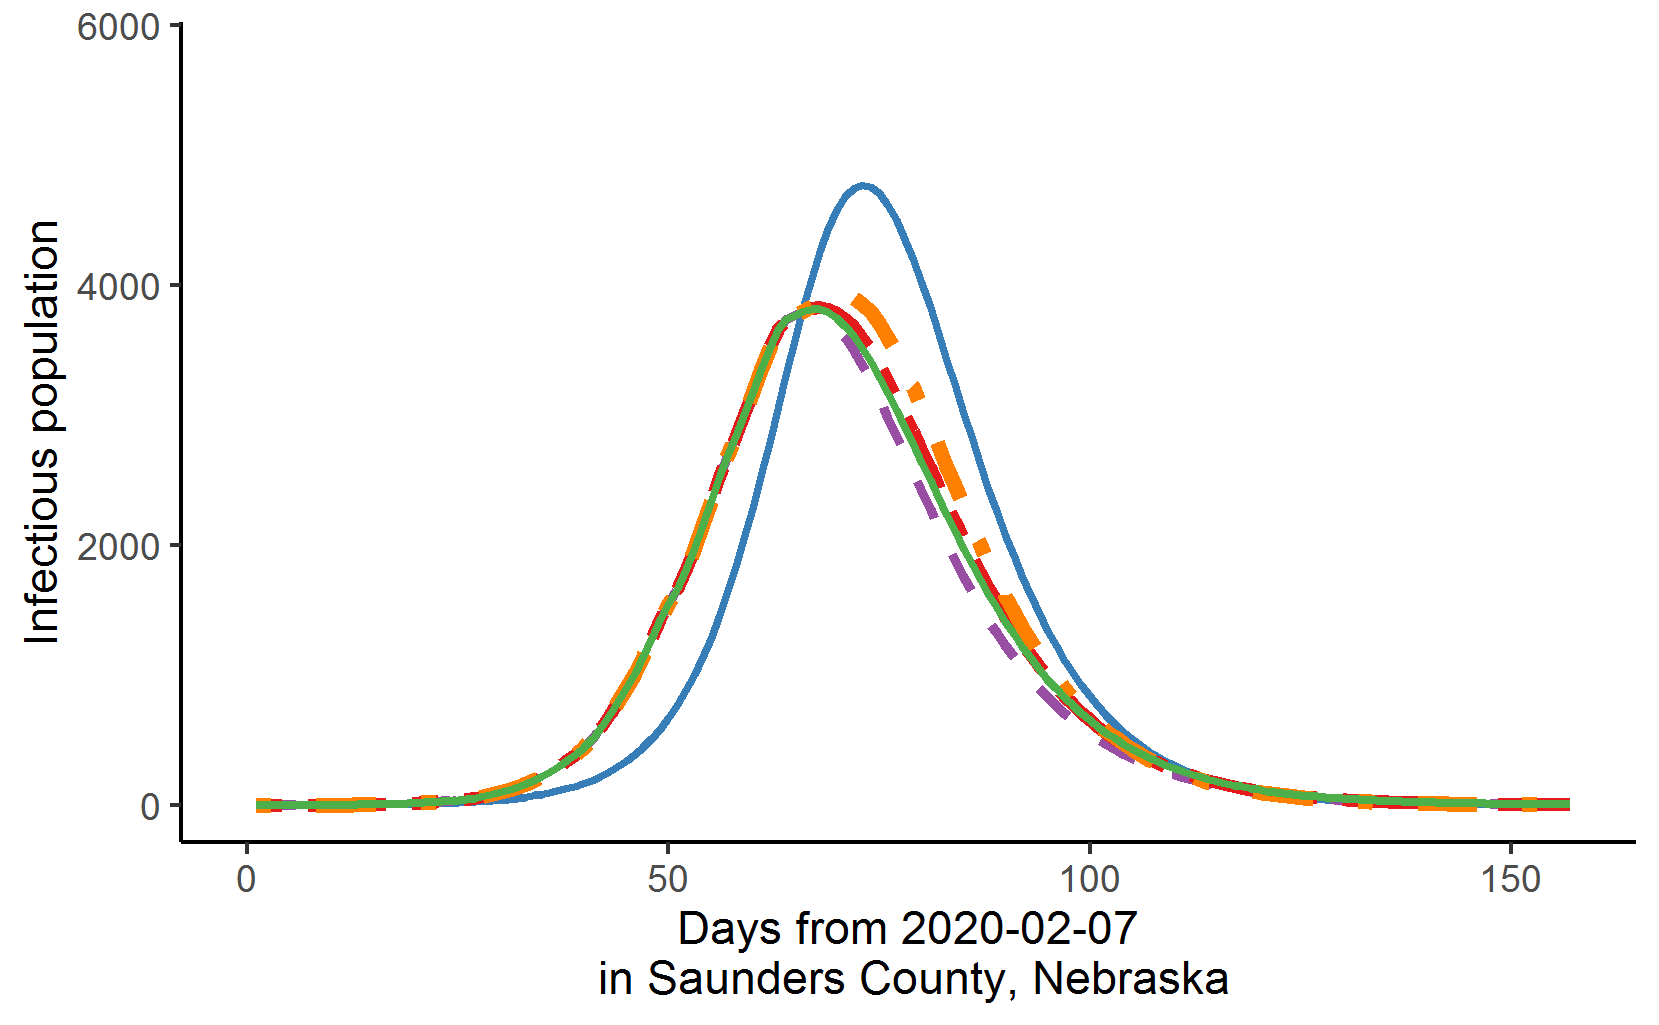 6000
4000
2000
0
Infectious population
0 50 100 150
Days from 2020-02-07
in Saunders County, Nebraska